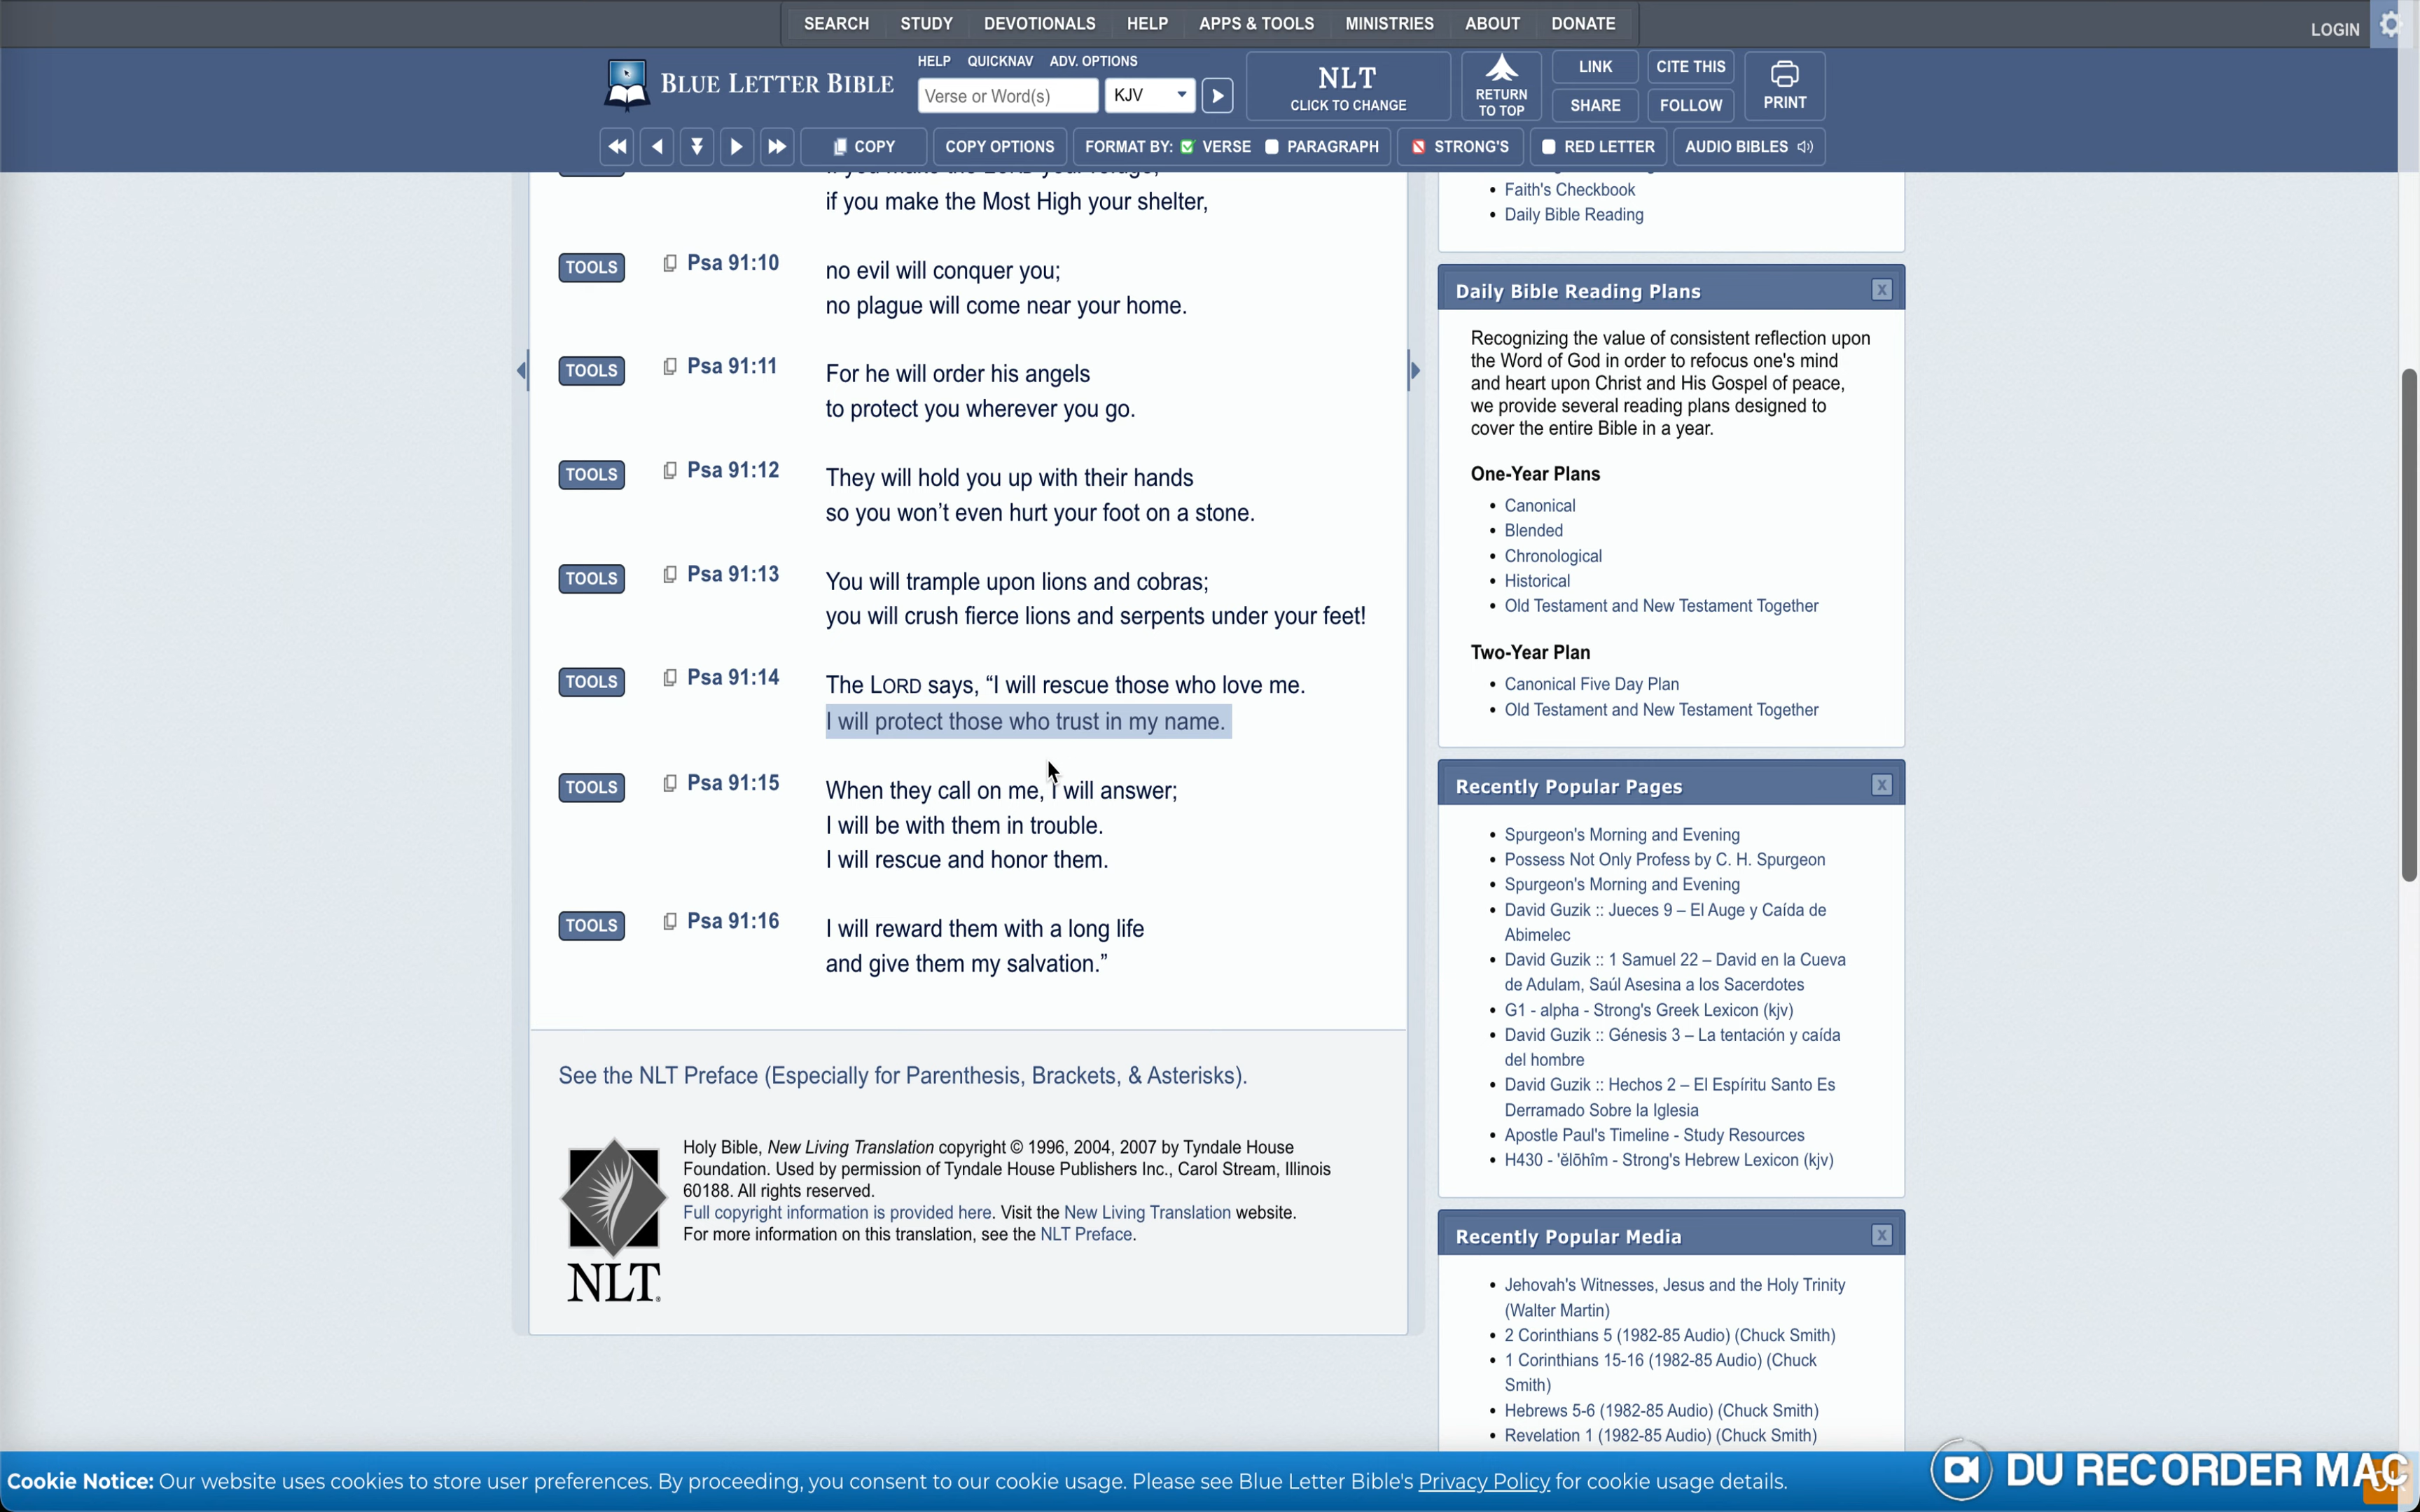 SEARCH STUDY DEVOTIONALS HELP APPS & TOOLS MINISTRIES ABOUT DONATE
LOGIN
BLUE LETTER BIBLE
HELP QUICKNAV ADV. OPTIONS
Verse or Word(s) KJV
NLT
CLICK TO CHANGE
RETURN
TO TOP
LINK CITE THIS
SHARE FOLLOW
PRINT
COPY COPY OPTIONS FORMAT BY: VERSE PARAGRAPH STRONG'S RED LETTER AUDIO BIBLES
if you make the Most High your shelter,
TOOLS Psa 91:10 no evil will conquer you;
no plague will come near your home.
TOOLS Psa 91:11 For he will order his angels
to protect you wherever you go.
TOOLS Psa 91:12 They will hold you up with their hands
so you won’t even hurt your foot on a stone.
TOOLS Psa 91:13 You will trample upon lions and cobras;
you will crush fierce lions and serpents under your feet!
TOOLS Psa 91:14 The LORD says, “I will rescue those who love me.
I will protect those who trust in my name.
TOOLS Psa 91:15 When they call on me, I will answer;
I will be with them in trouble.
I will rescue and honor them.
TOOLS Psa 91:16 I will reward them with a long life
and give them my salvation.”
See the NLT Preface (Especially for Parenthesis, Brackets, & Asterisks).
Holy Bible, New Living Translation copyright © 1996, 2004, 2007 by Tyndale House
Foundation. Used by permission of Tyndale House Publishers Inc., Carol Stream, Illinois
60188. All rights reserved.
Full copyright information is provided here. Visit the New Living Translation website.
For more information on this translation, see the NLT Preface.
NLT®
• Faith's Checkbook
• Daily Bible Reading
Daily Bible Reading Plans X
Recognizing the value of consistent reflection upon
the Word of God in order to refocus one's mind
and heart upon Christ and His Gospel of peace,
we provide several reading plans designed to
cover the entire Bible in a year.
One-Year Plans
• Canonical
• Blended
• Chronological
• Historical
• Old Testament and New Testament Together
Two-Year Plan
• Canonical Five Day Plan
• Old Testament and New Testament Together
Recently Popular Pages X
• Spurgeon's Morning and Evening
• Possess Not Only Profess by C. H. Spurgeon
• Spurgeon's Morning and Evening
• David Guzik :: Jueces 9 – El Auge y Caída de
Abimelec
• David Guzik :: 1 Samuel 22 – David en la Cueva
de Adulam, Saúl Asesina a los Sacerdotes
• G1 - alpha - Strong's Greek Lexicon (kjv)
• David Guzik :: Génesis 3 – La tentación y caída
del hombre
• David Guzik :: Hechos 2 – El Espíritu Santo Es
Derramado Sobre la Iglesia
• Apostle Paul's Timeline - Study Resources
• H430 - 'ĕlōhîm - Strong's Hebrew Lexicon (kjv)
Recently Popular Media X
• Jehovah's Witnesses, Jesus and the Holy Trinity
(Walter Martin)
• 2 Corinthians 5 (1982-85 Audio) (Chuck Smith)
• 1 Corinthians 15-16 (1982-85 Audio) (Chuck
Smith)
• Hebrews 5-6 (1982-85 Audio) (Chuck Smith)
• Revelation 1 (1982-85 Audio) (Chuck Smith)
Cookie Notice: Our website uses cookies to store user preferences. By proceeding, you consent to our cookie usage. Please see Blue Letter Bible's Privacy Policy for cookie usage details.
DU RECORDER MAC